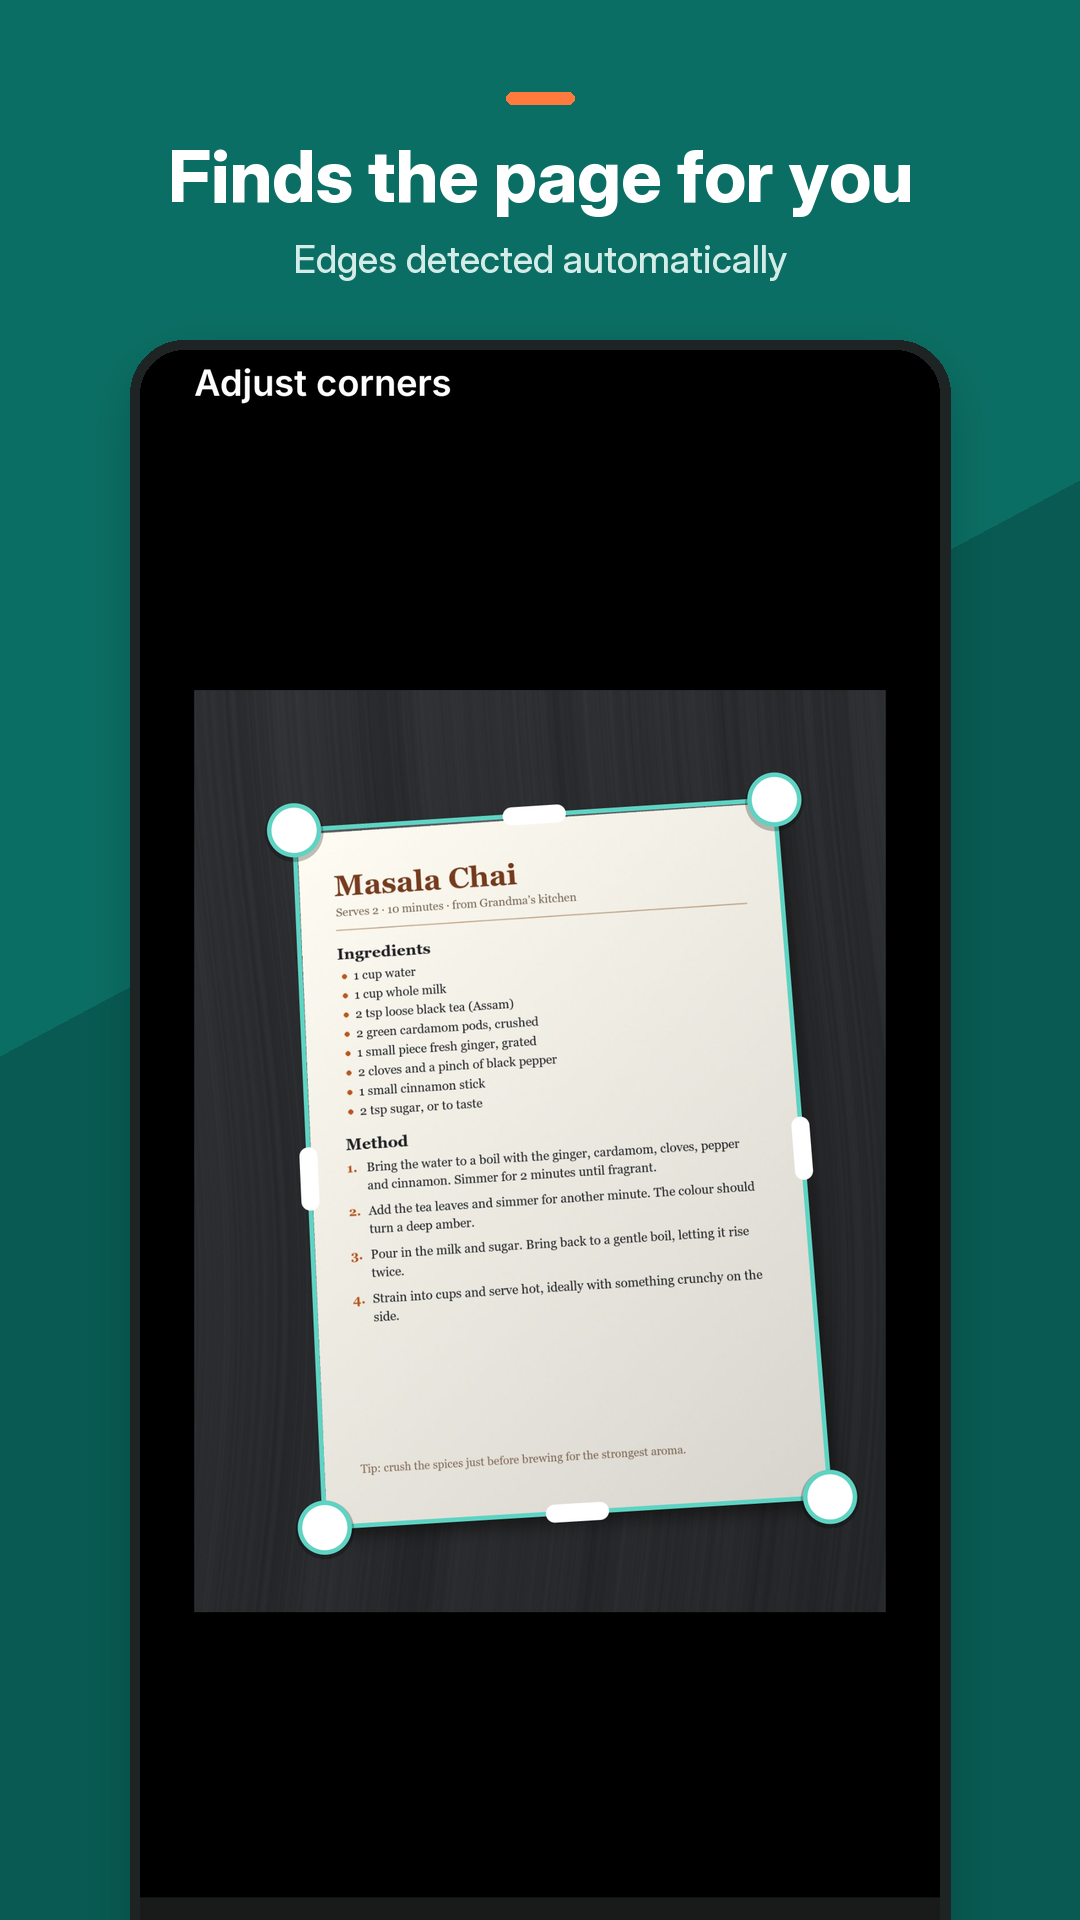 Finds the page for you
Edges detected automatically
Adjust corners
Masala Chai
Serves 2 · 10 minutes · from Grandma's kitchen
Ingredients
• 1 cup water
• 1 cup whole milk
• 2 tsp loose black tea (Assam)
• 2 green cardamom pods, crushed
• 1 small piece fresh ginger, grated
• 2 cloves and a pinch of black pepper
• 1 small cinnamon stick
• 2 tsp sugar, or to taste
Method
1. Bring the water to a boil with the ginger, cardamom, cloves, pepper
and cinnamon. Simmer for 2 minutes until fragrant.
2. Add the tea leaves and simmer for another minute. The colour should
turn a deep amber.
3. Pour in the milk and sugar. Bring back to a gentle boil, letting it rise
twice.
4. Strain into cups and serve hot, ideally with something crunchy on the
side.
Tip: crush the spices just before brewing for the strongest aroma.